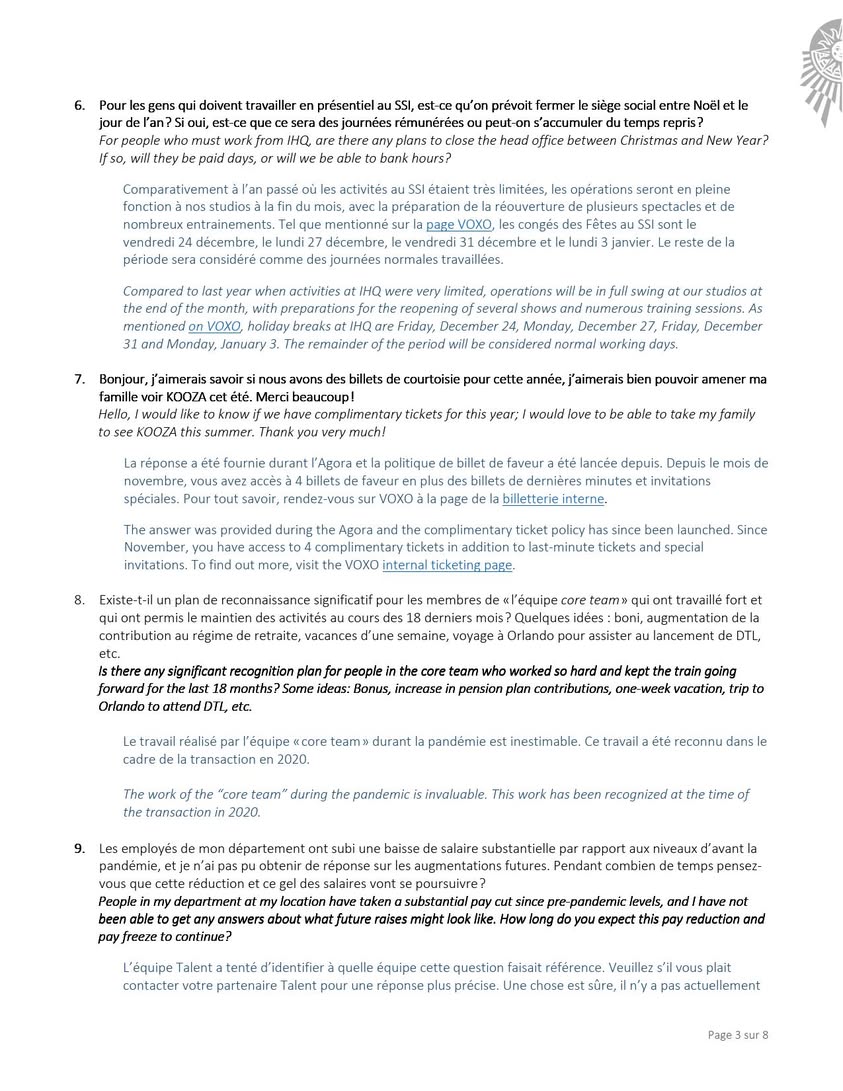 6. Pour les gens qui doivent travailler en présentiel au SSI, est-ce qu’on prévoit fermer le siège social entre Noël et le
jour de l’an? Si oui, est-ce que ce sera des journées rémunérées ou peut-on s’accumuler du temps repris?
For people who must work from IHQ, are there any plans to close the head office between Christmas and New Year?
If so, will they be paid days, or will we be able to bank hours?
Comparativement à l’an passé où les activités au SSI étaient très limitées, les opérations seront en pleine
fonction à nos studios à la fin du mois, avec la préparation de la réouverture de plusieurs spectacles et de
nombreux entrainements. Tel que mentionné sur la page VOXO, les congés des Fêtes au SSI sont le
vendredi 24 décembre, le lundi 27 décembre, le vendredi 31 décembre et le lundi 3 janvier. Le reste de la
période sera considéré comme des journées normales travaillées.
Compared to last year when activities at IHQ were very limited, operations will be in full swing at our studios at
the end of the month, with preparations for the reopening of several shows and numerous training sessions. As
mentioned on VOXO, holiday breaks at IHQ are Friday, December 24, Monday, December 27, Friday, December
31 and Monday, January 3. The remainder of the period will be considered normal working days.
7. Bonjour, j’aimerais savoir si nous avons des billets de courtoisie pour cette année, j’aimerais bien pouvoir amener ma
famille voir KOOZA cet été. Merci beaucoup!
Hello, I would like to know if we have complimentary tickets for this year; I would love to be able to take my family
to see KOOZA this summer. Thank you very much!
La réponse a été fournie durant l’Agora et la politique de billet de faveur a été lancée depuis. Depuis le mois de
novembre, vous avez accès à 4 billets de faveur en plus des billets de dernières minutes et invitations
spéciales. Pour tout savoir, rendez-vous sur VOXO à la page de la billetterie interne.
The answer was provided during the Agora and the complimentary ticket policy has since been launched. Since
November, you have access to 4 complimentary tickets in addition to last-minute tickets and special
invitations. To find out more, visit the VOXO internal ticketing page.
8. Existe-t-il un plan de reconnaissance significatif pour les membres de «l’équipe core team» qui ont travaillé fort et
qui ont permis le maintien des activités au cours des 18 derniers mois? Quelques idées : boni, augmentation de la
contribution au régime de retraite, vacances d’une semaine, voyage à Orlando pour assister au lancement de DTL,
etc.
Is there any significant recognition plan for people in the core team who worked so hard and kept the train going
forward for the last 18 months? Some ideas: Bonus, increase in pension plan contributions, one-week vacation, trip to
Orlando to attend DTL, etc.
Le travail réalisé par l’équipe «core team» durant la pandémie est inestimable. Ce travail a été reconnu dans le
cadre de la transaction en 2020.
The work of the “core team” during the pandemic is invaluable. This work has been recognized at the time of
the transaction in 2020.
9. Les employés de mon département ont subi une baisse de salaire substantielle par rapport aux niveaux d’avant la
pandémie, et je n’ai pas pu obtenir de réponse sur les augmentations futures. Pendant combien de temps pensez-
vous que cette réduction et ce gel des salaires vont se poursuivre?
People in my department at my location have taken a substantial pay cut since pre-pandemic levels, and I have not
been able to get any answers about what future raises might look like. How long do you expect this pay reduction and
pay freeze to continue?
L’équipe Talent a tenté d’identifier à quelle équipe cette question faisait référence. Veuillez s’il vous plait
contacter votre partenaire Talent pour une réponse plus précise. Une chose est sûre, il n’y a pas actuellement
Page 3 sur 8